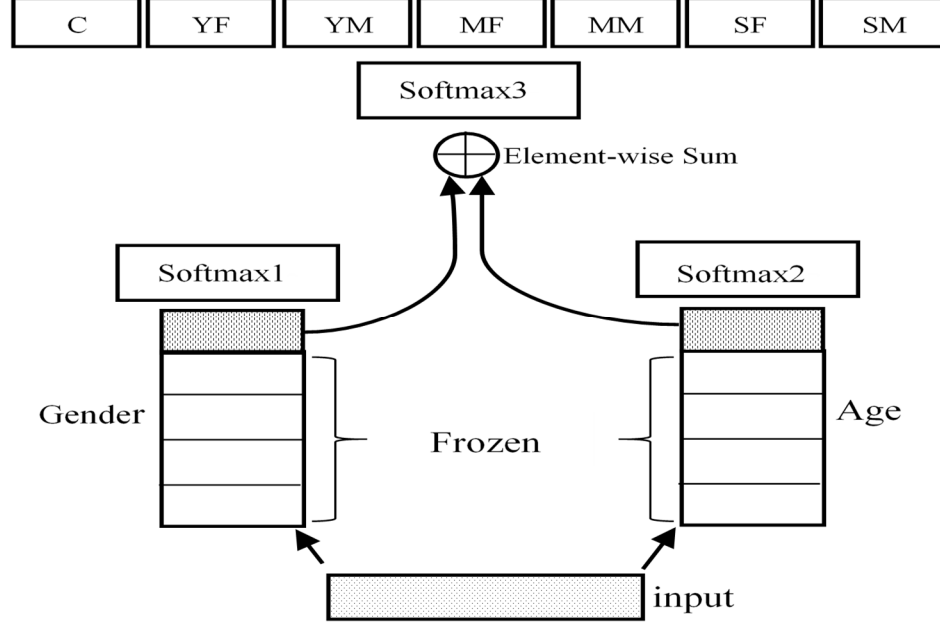 C YF YM MF MM SF SM
Softmax3
Element-wise Sum
Softmax1
Softmax2
Gender
Age
Frozen
input